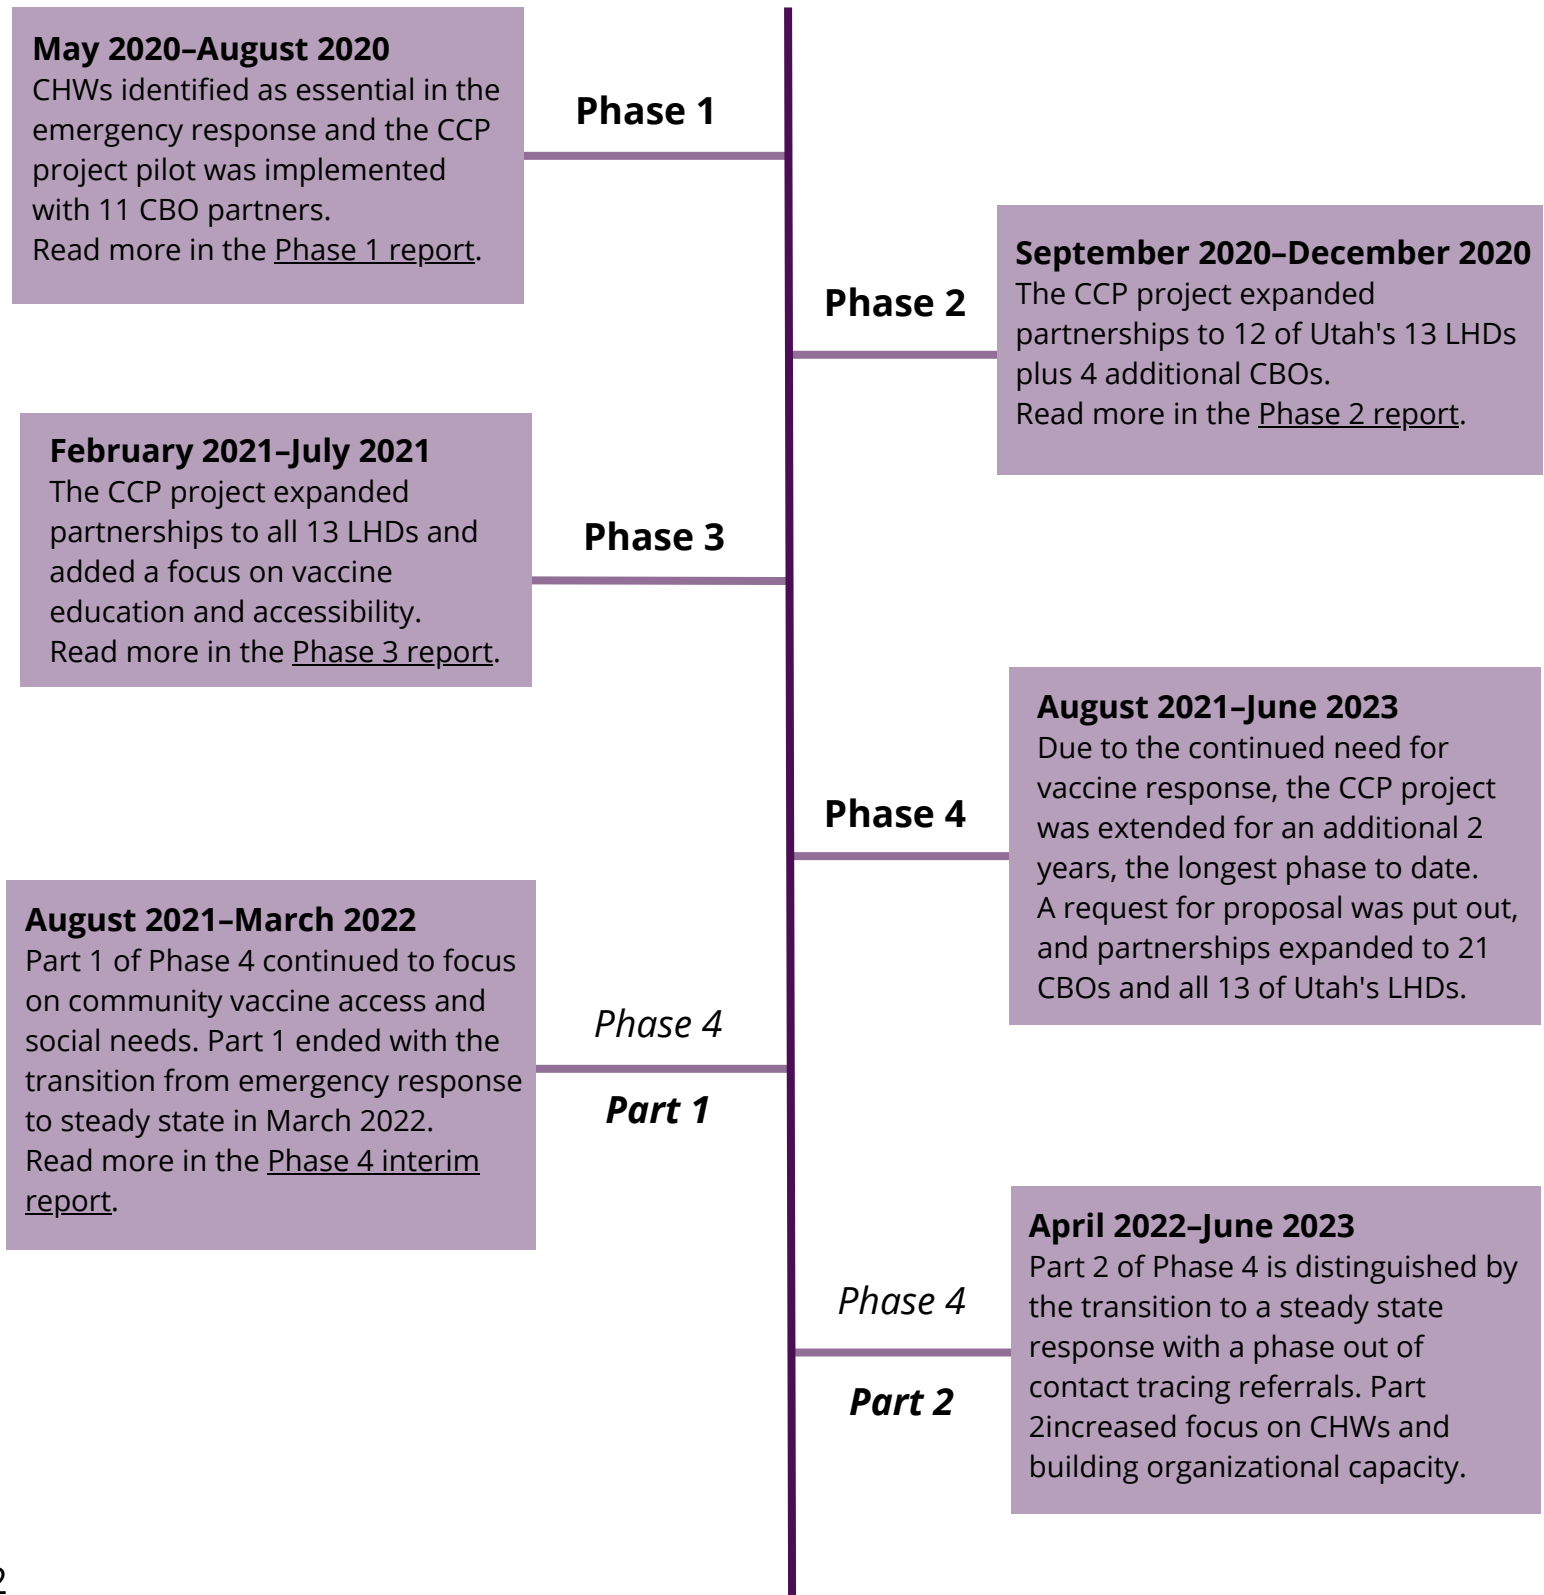 May 2020–August 2020
CHWs identified as essential in the
emergency response and the CCP
project pilot was implemented
with 11 CBO partners.
Read more in the Phase 1 report.
Phase 1
September 2020–December 2020
The CCP project expanded
partnerships to 12 of Utah's 13 LHDs
plus 4 additional CBOs.
Read more in the Phase 2 report.
Phase 2
February 2021–July 2021
The CCP project expanded
partnerships to all 13 LHDs and
added a focus on vaccine
education and accessibility.
Read more in the Phase 3 report.
Phase 3
August 2021–June 2023
Due to the continued need for
vaccine response, the CCP project
was extended for an additional 2
years, the longest phase to date.
A request for proposal was put out,
and partnerships expanded to 21
CBOs and all 13 of Utah's LHDs.
Phase 4
August 2021–March 2022
Part 1 of Phase 4 continued to focus
on community vaccine access and
social needs. Part 1 ended with the
transition from emergency response
to steady state in March 2022.
Read more in the Phase 4 interim
report.
Phase 4
Part 1
April 2022–June 2023
Part 2 of Phase 4 is distinguished by
the transition to a steady state
response with a phase out of
contact tracing referrals. Part
2increased focus on CHWs and
building organizational capacity.
Phase 4
Part 2
2